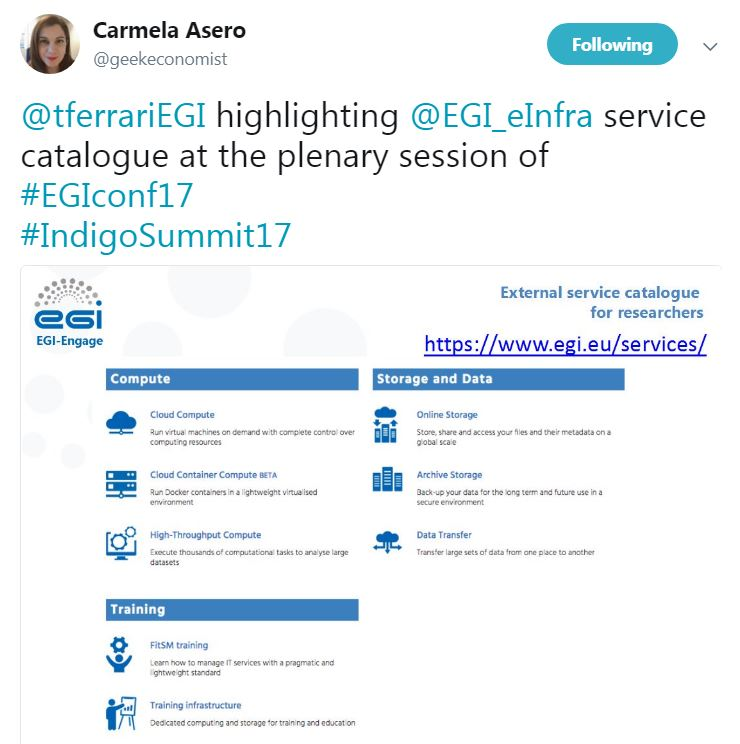 Carmela Asero
@geekeconomist
Following
@tferrariEGI highlighting @EGI_eInfra service
catalogue at the plenary session of
#EGIconf17
#IndigoSummit17
egi
EGI-Engage
External service catalogue
for researchers
https://www.egi.eu/services/
Compute
Cloud Compute
Run virtual machines on demand with complete control over
computing resources
Cloud Container Compute BETA
Run Docker containers in a lightweight virtualised
environment
High-Throughput Compute
Execute thousands of computational tasks to analyse large
datasets
Storage and Data
Online Storage
Store, share and access your files and their metadata on a
global scale
Archive Storage
Back-up your data for the long term and future use in a
secure environment
Data Transfer
Transfer large sets of data from one place to another
Training
FitSM training
Learn how to manage IT services with a pragmatic and
lightweight standard
Training infrastructure
Dedicated computing and storage for training and education